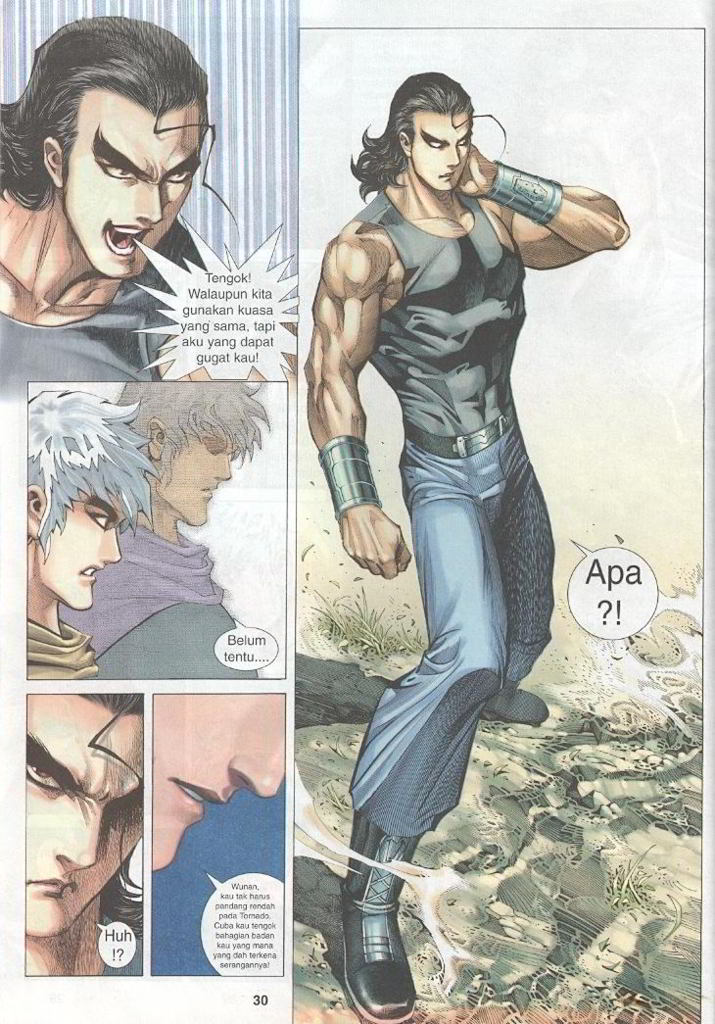 Tengok!
Walaupun kita
gunakan kuasa
yang sama, tapi
aku yang dapat
gugat kau!
Belum
tentu....
Huh
!?
Wunan,
kau tak harus
pandang rendah
pada Tornado.
Cuba kau tengok
bahagian badan
kau yang mana
yang dah terkena
serangannya!
Apa
?!
30